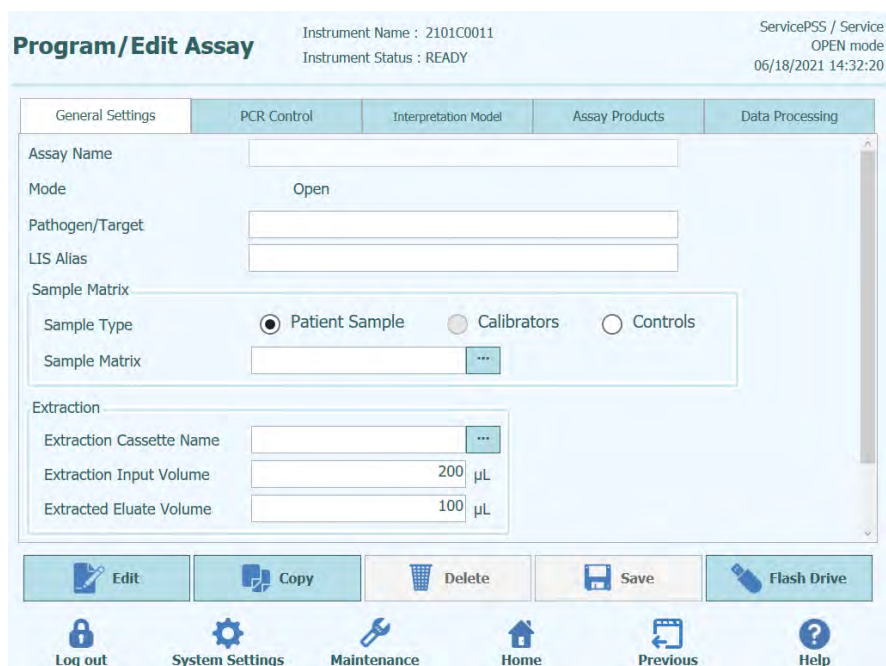 Program/Edit Assay
Instrument Name : 2101C0011
Instrument Status : READY
ServicePSS / Service
OPEN mode
06/18/2021 14:32:20
General Settings PCR Control Interpretation Model Assay Products Data Processing
Assay Name
Mode Open
Pathogen/Target
LIS Alias
Sample Matrix
Sample Type Patient Sample Calibrators Controls
Sample Matrix ...
Extraction
Extraction Cassette Name ...
Extraction Input Volume 200 µL
Extracted Eluate Volume 100 µL
Edit Copy Delete Save Flash Drive
Log out System Settings Maintenance Home Previous Help